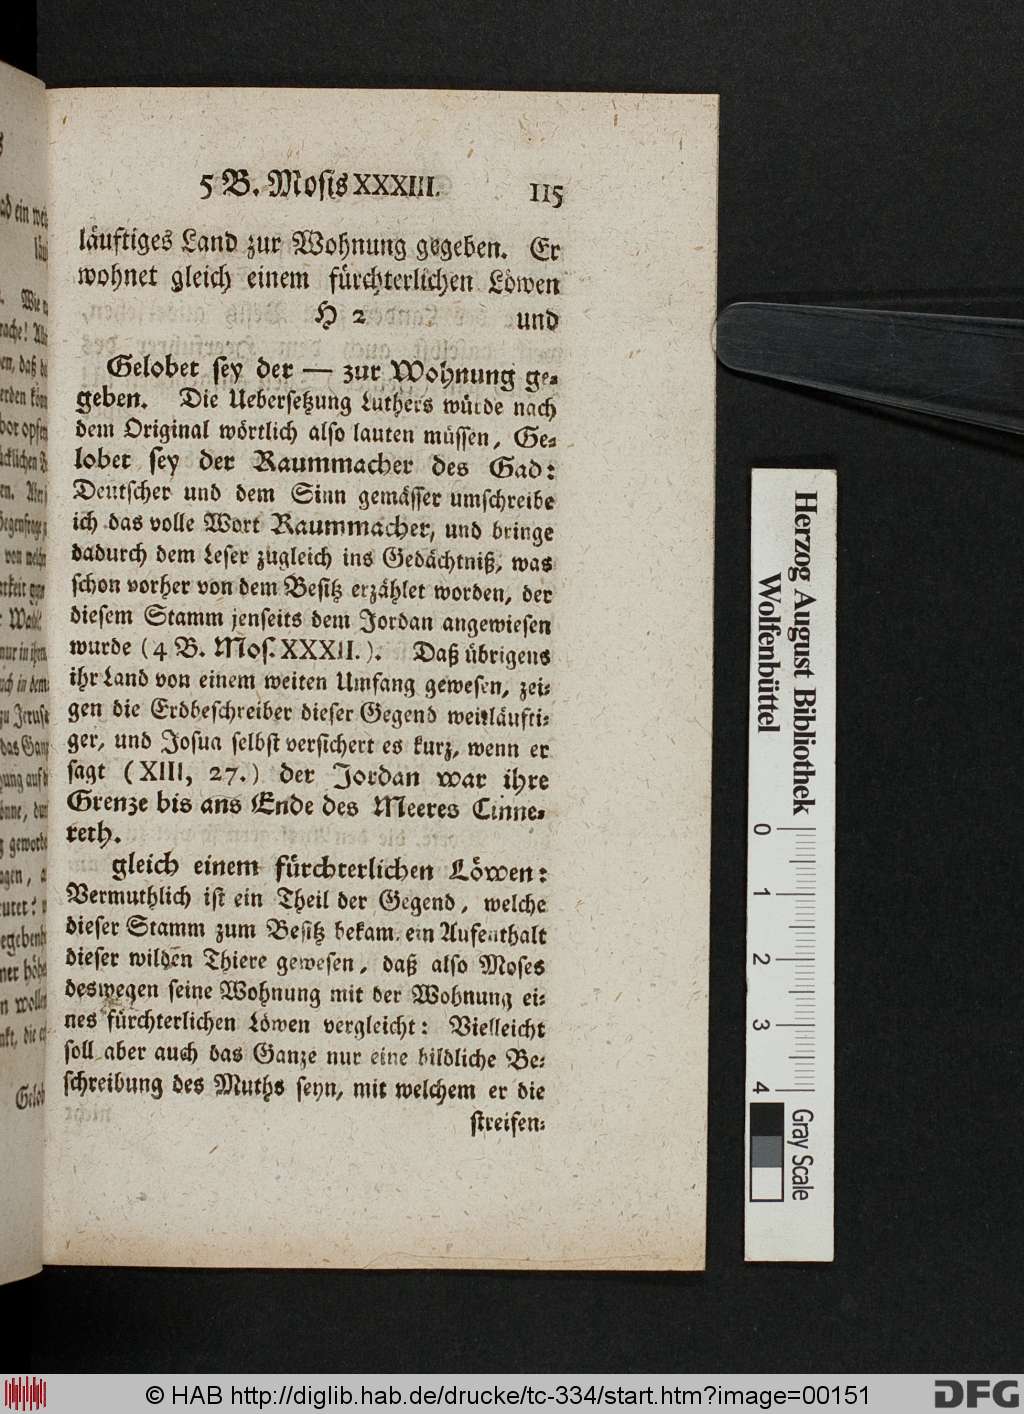 5 B. Mosis XXXIII. 115
läuftiges Land zur Wohnung gegeben. Er
wohnet gleich einem fürchterlichen Löwen
H 2 und
Gelobet sey der — zur Wohnung ge-
geben. Die Uebersetzung Luthers würde nach
dem Original wörtlich also lauten müssen, Ge-
lobet sey der Raummacher des Gad:
Deutscher und dem Sinn gemässer umschreibe
ich das volle Wort Raummacher, und bringe
dadurch dem Leser zugleich ins Gedächtniß, was
schon vorher von dem Besitz erzählet worden, der
diesem Stamm jenseits dem Jordan angewiesen
wurde (4 B. Mos. XXXII.). Daß übrigens
ihr Land von einem weiten Umfang gewesen, zei-
gen die Erdbeschreiber dieser Gegend weitläufti-
ger, und Josua selbst versichert es kurz, wenn er
sagt (XIII, 27.) der Jordan war ihre
Grenze bis ans Ende des Meeres Cinne-
reth.
gleich einem fürchterlichen Löwen:
Vermuthlich ist ein Theil der Gegend, welche
dieser Stamm zum Besitz bekam, ein Aufenthalt
dieser wilden Thiere gewesen, daß also Moses
deswegen seine Wohnung mit der Wohnung ei-
nes fürchterlichen Löwen vergleicht: Vielleicht
soll aber auch das Ganze nur eine bildliche Be-
schreibung des Muths seyn, mit welchem er die
streifen-
Herzog August Bibliothek
Wolfenbüttel
0 1 2 3 4
Gray Scale
© HAB http://diglib.hab.de/drucke/tc-334/start.htm?image=00151
DFG